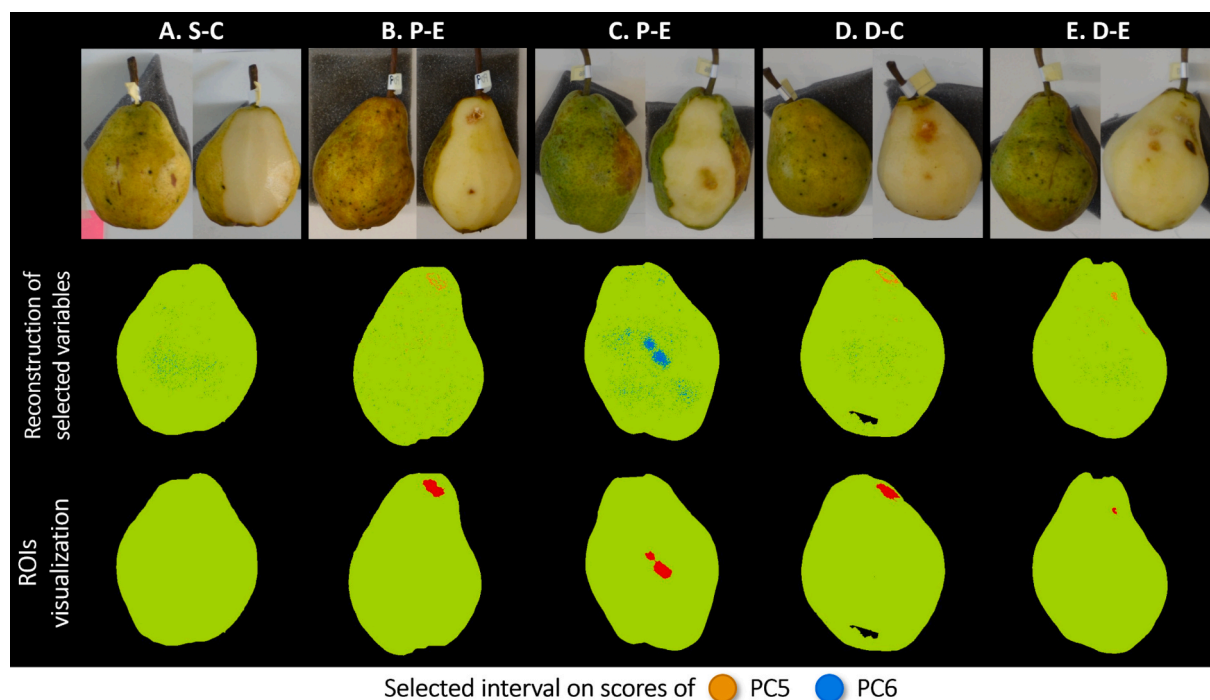 A. S-C
B. P-E
C. P-E
D. D-C
E. D-E
Reconstruction of
selected variables
ROIs
visualization
Selected interval on scores of PC5 PC6